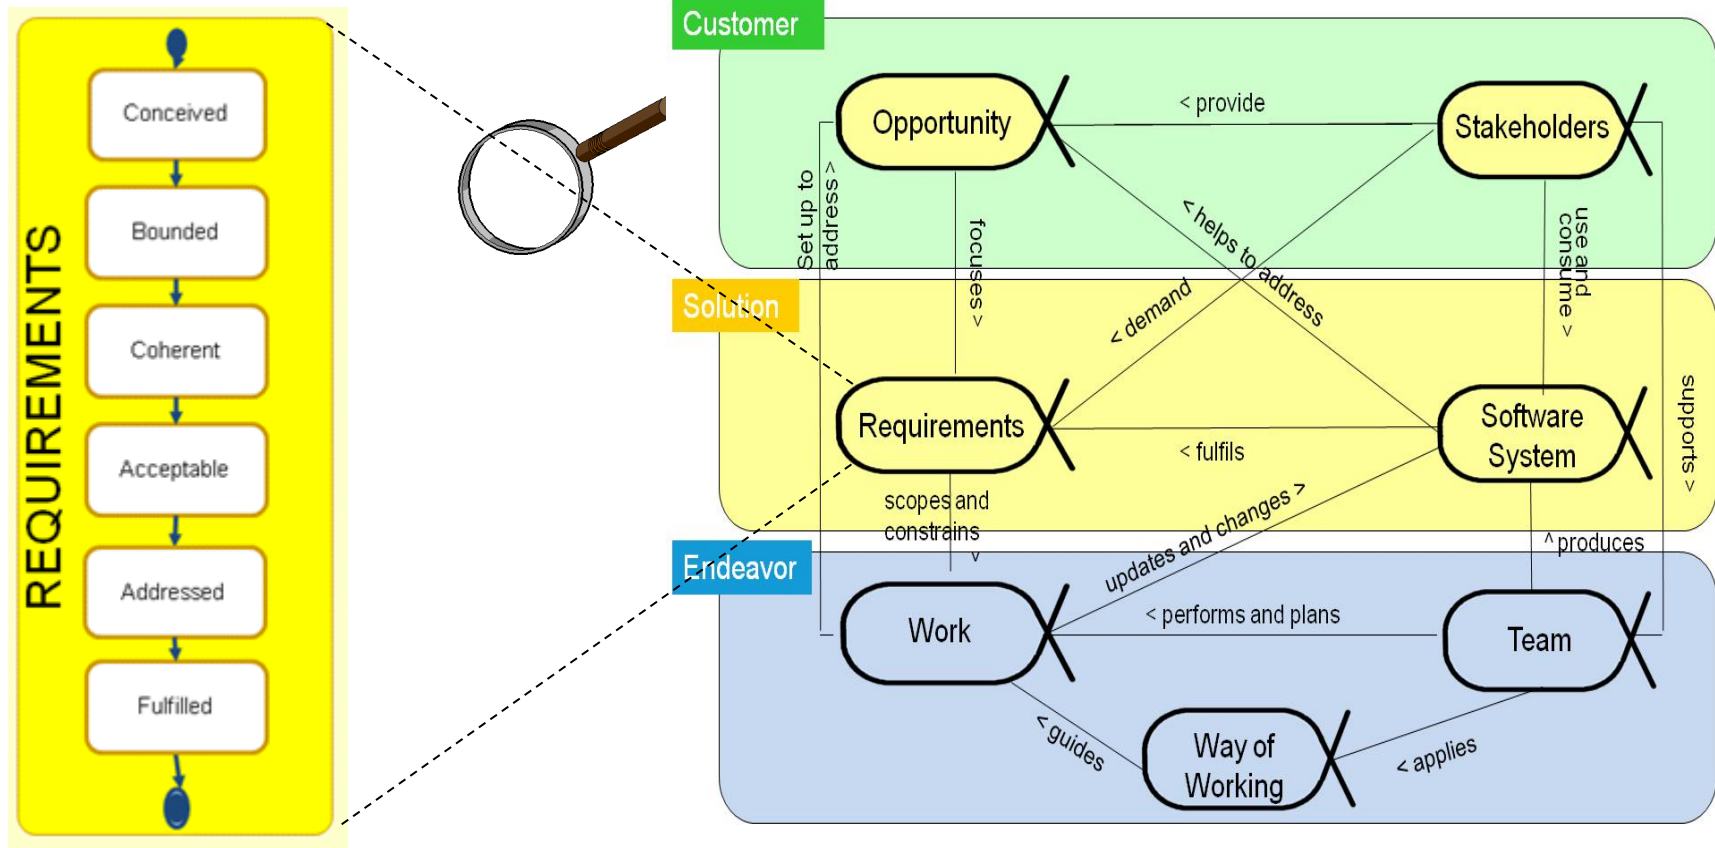 REQUIREMENTS
Conceived
Bounded
Coherent
Acceptable
Addressed
Fulfilled
Customer
Opportunity
< provide
Stakeholders
Set up to
address >
focuses >
< helps to address
< demand
use and
consume >
supports >
Solution
Requirements
< fulfils
Software
System
scopes and
constrains
v
updates and changes >
^ produces
Endeavor
Work
< performs and plans
Team
< guides
Way of
Working
< applies